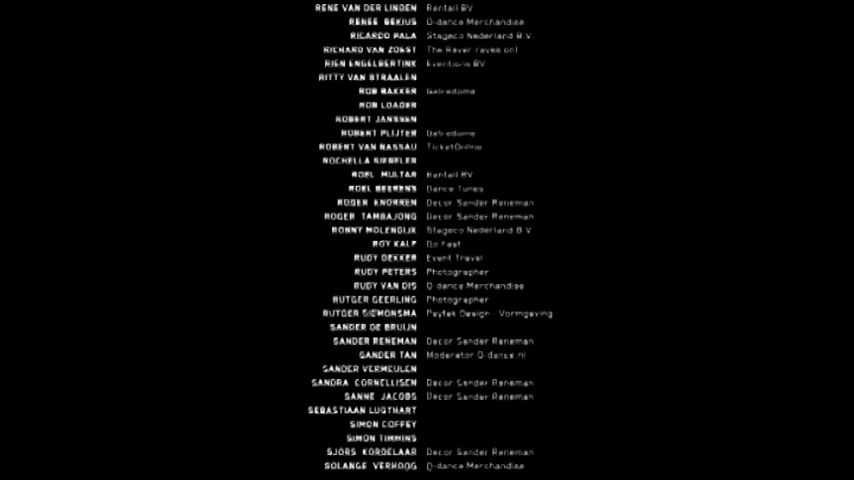 RENE VAN DER LINDEN Rentall BV
RENEE BEKIUS Q-dance Merchandise
RICARDO PALA Stageco Nederland B.V.
RICHARD VAN ZOEST The Raver raves on!
RIEN ENGELBERTINK Eventions BV
RITTY VAN STRAALEN
ROB BAKKER Gelredome
ROB LOADER
ROBERT JANSSEN
ROBERT PLIJTER Gelredome
ROBERT VAN NASSAU TicketOnline
ROCHELLA SIEBELER
ROEL MULTAR Rentall BV
ROEL BEERENS Dance Tunes
ROGER KNORREN Decor Sander Reneman
ROGER TAMBAJONG Decor Sander Reneman
RONNY MOLENDIJK Stageco Nederland B.V.
ROY KALF Go Fast
RUDY DEKKER Event Travel
RUDY PETERS Photographer
RUDY VAN DIS Q-dance Merchandise
RUTGER GEERLING Photographer
RUTGER SIEMONSMA Psytek Design - Vormgeving
SANDER DE BRUIJN
SANDER RENEMAN Decor Sander Reneman
SANDER TAN Moderator Q-dance.nl
SANDER VERMEULEN
SANDRA CORNELLISEN Decor Sander Reneman
SANNE JACOBS Decor Sander Reneman
SEBASTIAAN LUGTHART
SIMON COFFEY
SIMON TIMMINS
SJORS KORDELAAR Decor Sander Reneman
SOLANGE VERHOOG Q-dance Merchandise